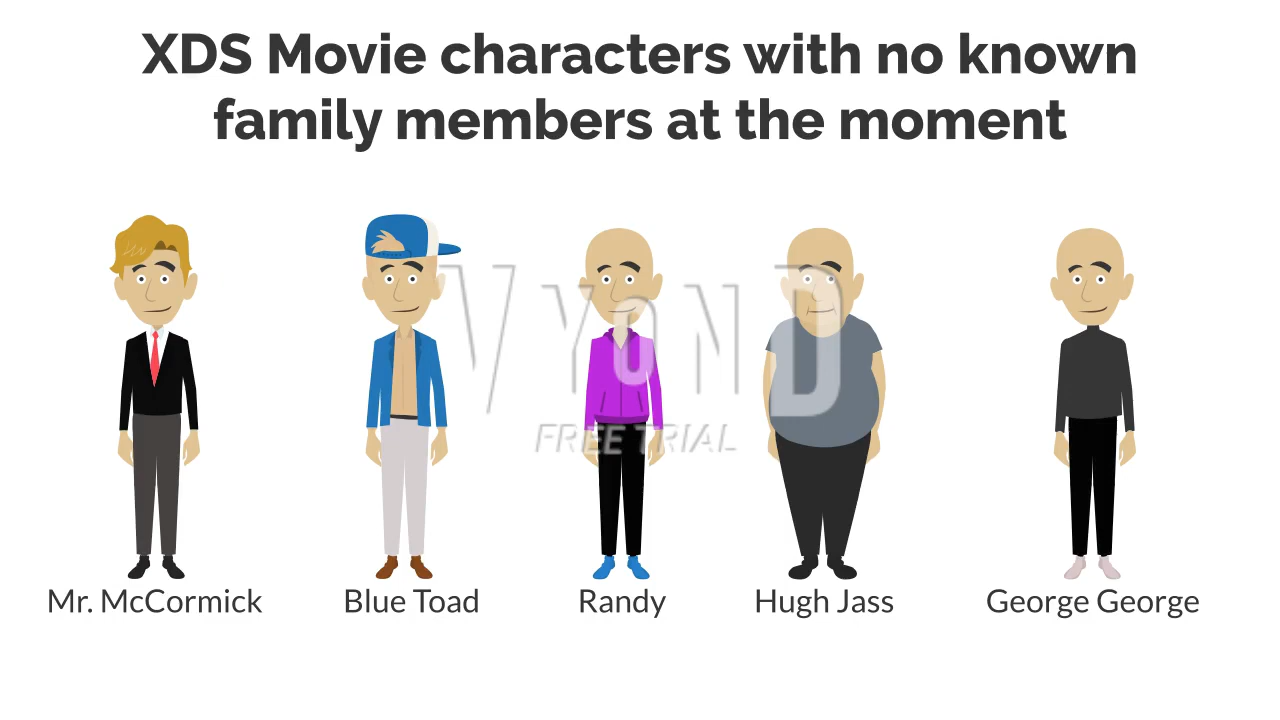 XDS Movie characters with no known
family members at the moment
VYOND
FREE TRIAL
Mr. McCormick
Blue Toad
Randy
Hugh Jass
George George